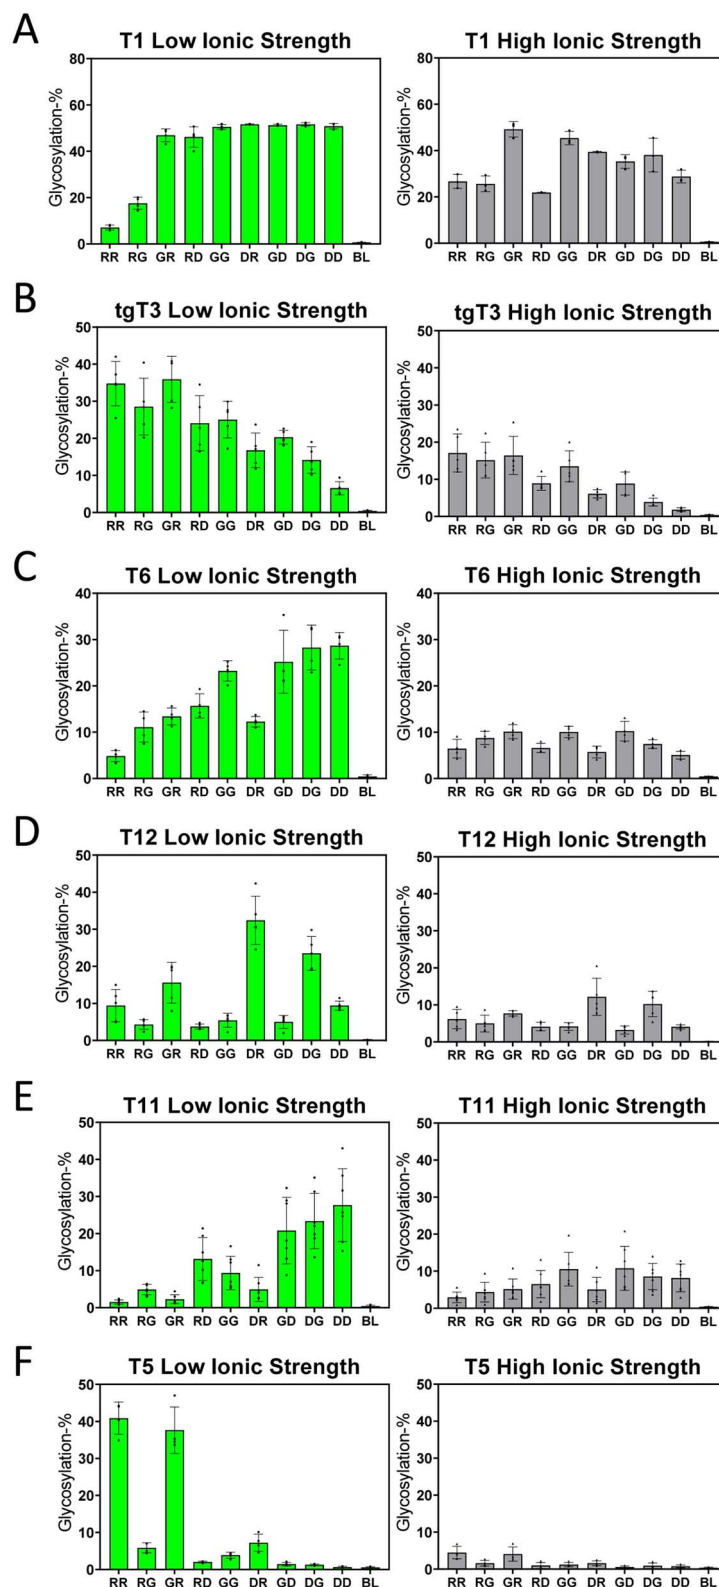 A
T1 Low Ionic Strength
T1 High Ionic Strength
Glycosylation-%
80
60
40
20
0
RR RG GR RD GG DR GD DG DD BL
Glycosylation-%
80
60
40
20
0
RR RG GR RD GG DR GD DG DD BL
B
tgT3 Low Ionic Strength
tgT3 High Ionic Strength
Glycosylation-%
50
40
30
20
10
0
RR RG GR RD GG DR GD DG DD BL
Glycosylation-%
50
40
30
20
10
0
RR RG GR RD GG DR GD DG DD BL
C
T6 Low Ionic Strength
T6 High Ionic Strength
Glycosylation-%
40
30
20
10
0
RR RG GR RD GG DR GD DG DD BL
Glycosylation-%
40
30
20
10
0
RR RG GR RD GG DR GD DG DD BL
D
T12 Low Ionic Strength
T12 High Ionic Strength
Glycosylation-%
50
40
30
20
10
0
RR RG GR RD GG DR GD DG DD BL
Glycosylation-%
50
40
30
20
10
0
RR RG GR RD GG DR GD DG DD BL
E
T11 Low Ionic Strength
T11 High Ionic Strength
Glycosylation-%
50
40
30
20
10
0
RR RG GR RD GG DR GD DG DD BL
Glycosylation-%
50
40
30
20
10
0
RR RG GR RD GG DR GD DG DD BL
F
T5 Low Ionic Strength
T5 High Ionic Strength
Glycosylation-%
50
40
30
20
10
0
RR RG GR RD GG DR GD DG DD BL
Glycosylation-%
50
40
30
20
10
0
RR RG GR RD GG DR GD DG DD BL